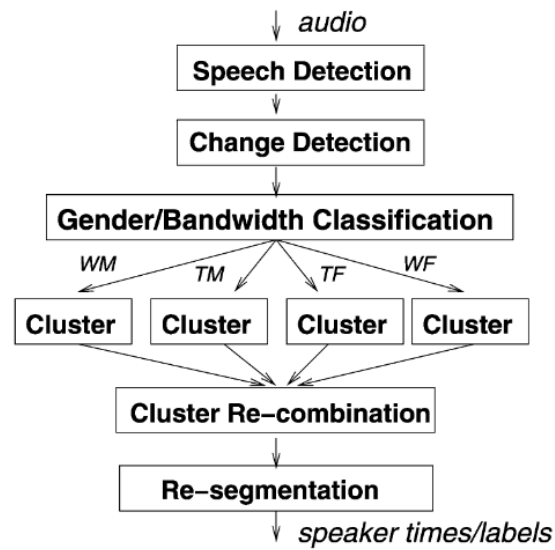 audio
Speech Detection
Change Detection
Gender/Bandwidth Classification
WM TM TF WF
Cluster Cluster Cluster Cluster
Cluster Re-combination
Re-segmentation
speaker times/labels